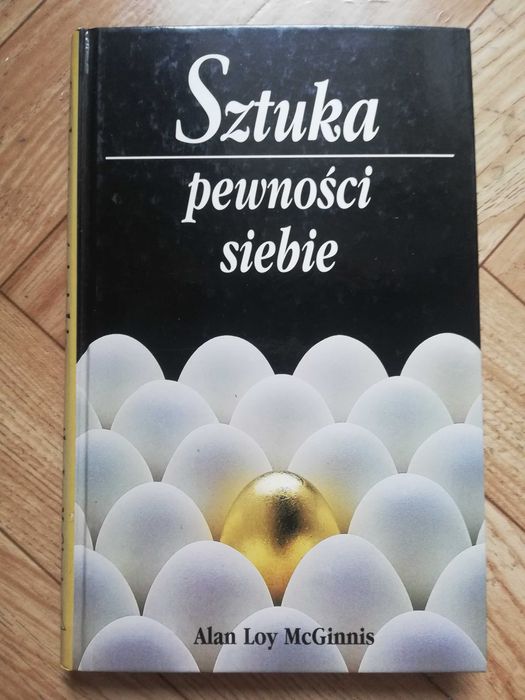 Sztuka
pewności
siebie
Alan Loy McGinnis